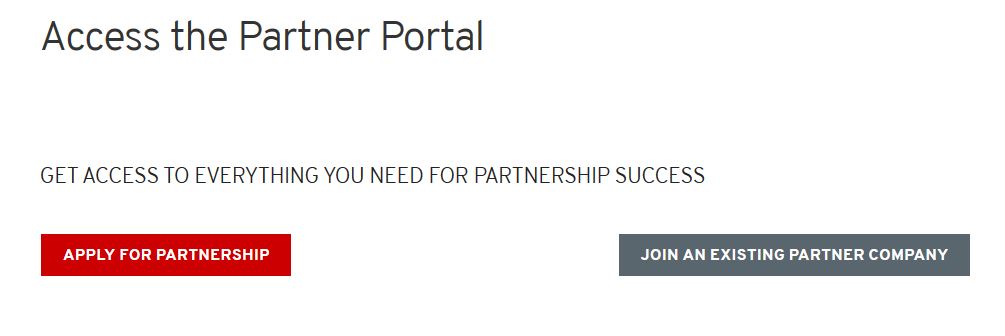 Access the Partner Portal
GET ACCESS TO EVERYTHING YOU NEED FOR PARTNERSHIP SUCCESS
APPLY FOR PARTNERSHIP
JOIN AN EXISTING PARTNER COMPANY